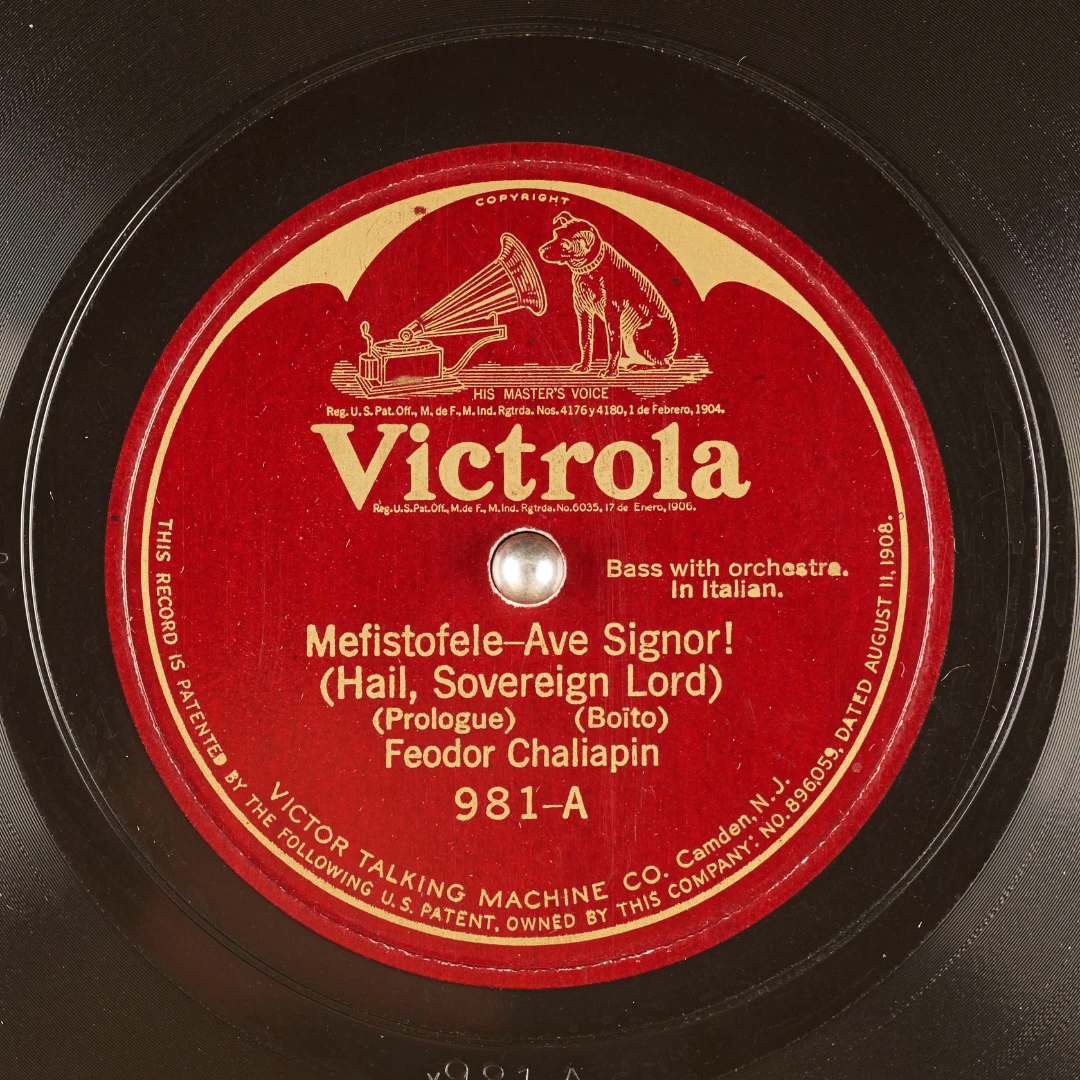 COPYRIGHT
HIS MASTER'S VOICE
Reg. U. S. Pat. Off., M. de F., M. Ind. Rgtrda. Nos. 4176 y 4180, 1 de Febrero, 1904.
Victrola
Reg. U.S. Pat. Off., M. de F., M. Ind. Rgtrda. No. 6035, 17 de Enero, 1906.
Bass with orchestra.
In Italian.
Mefistofele–Ave Signor!
(Hail, Sovereign Lord)
(Prologue) (Boïto)
Feodor Chaliapin
981–A
VICTOR TALKING MACHINE CO. Camden, N. J.
THIS RECORD IS PATENTED BY THE FOLLOWING U.S. PATENT, OWNED BY THIS COMPANY: NO. 896,059, DATED AUGUST 11, 1908.
981 A